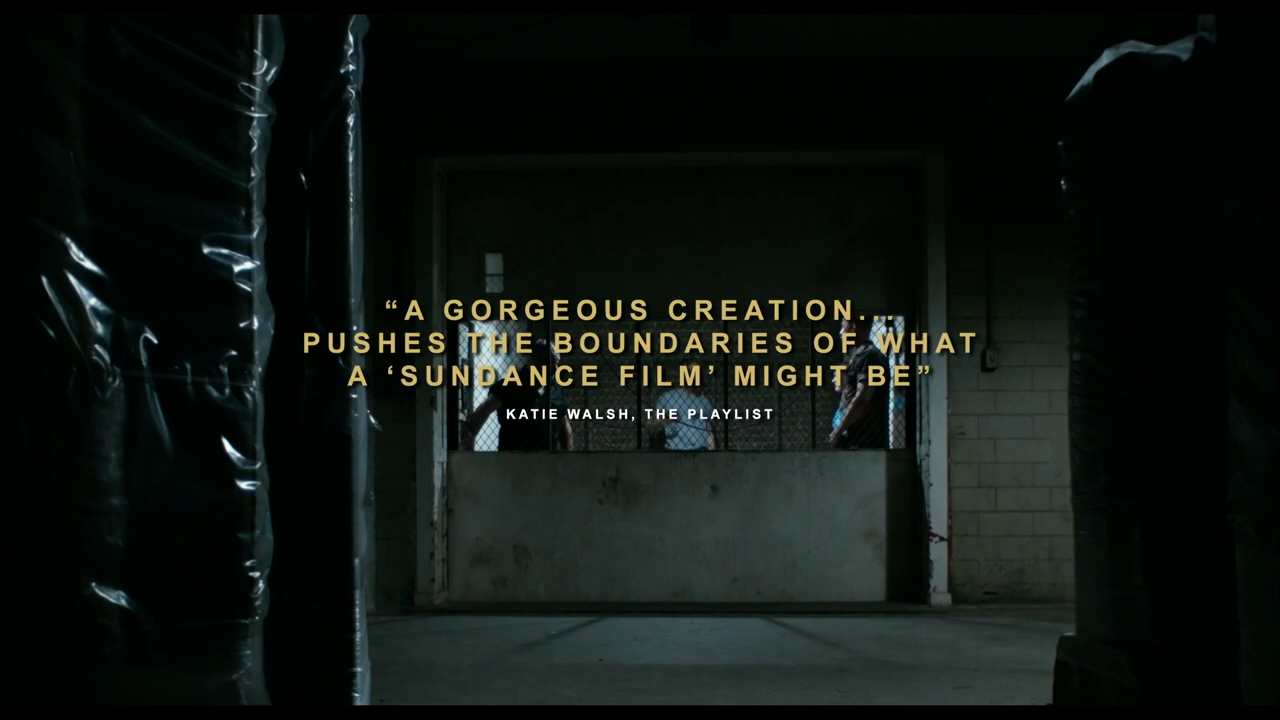 “A GORGEOUS CREATION...
PUSHES THE BOUNDARIES OF WHAT
A ‘SUNDANCE FILM’ MIGHT BE”
KATIE WALSH, THE PLAYLIST